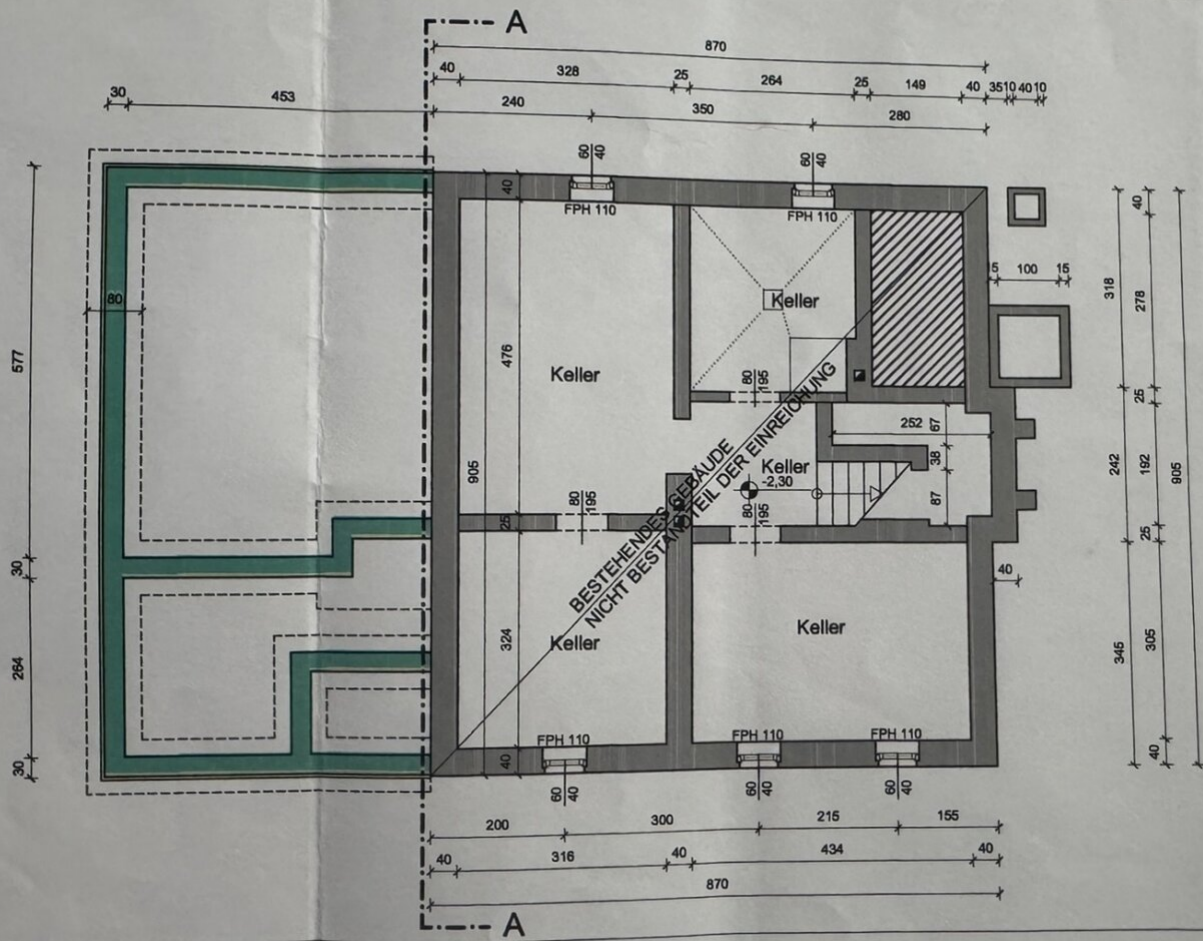 A
870
40 328 25 264 25 149 40 35 10 40 10
30 453 240 350 280
60 40
60 40
FPH 110
FPH 110
40
40
15 100 15
80
318
278
577
476
Keller
Keller
905
905
80 195
25
252
67
Keller
-2,30
38
242
192
87
80 195
25
80 195
25
BESTEHENDES GEBÄUDE
NICHT BESTANDTEIL DER EINREICHUNG
30
40
264
324
Keller
Keller
345
305
FPH 110
FPH 110
FPH 110
30
40
40
60 40
60 40
60 40
200 300 215 155
40 316 40 434 40
870
A